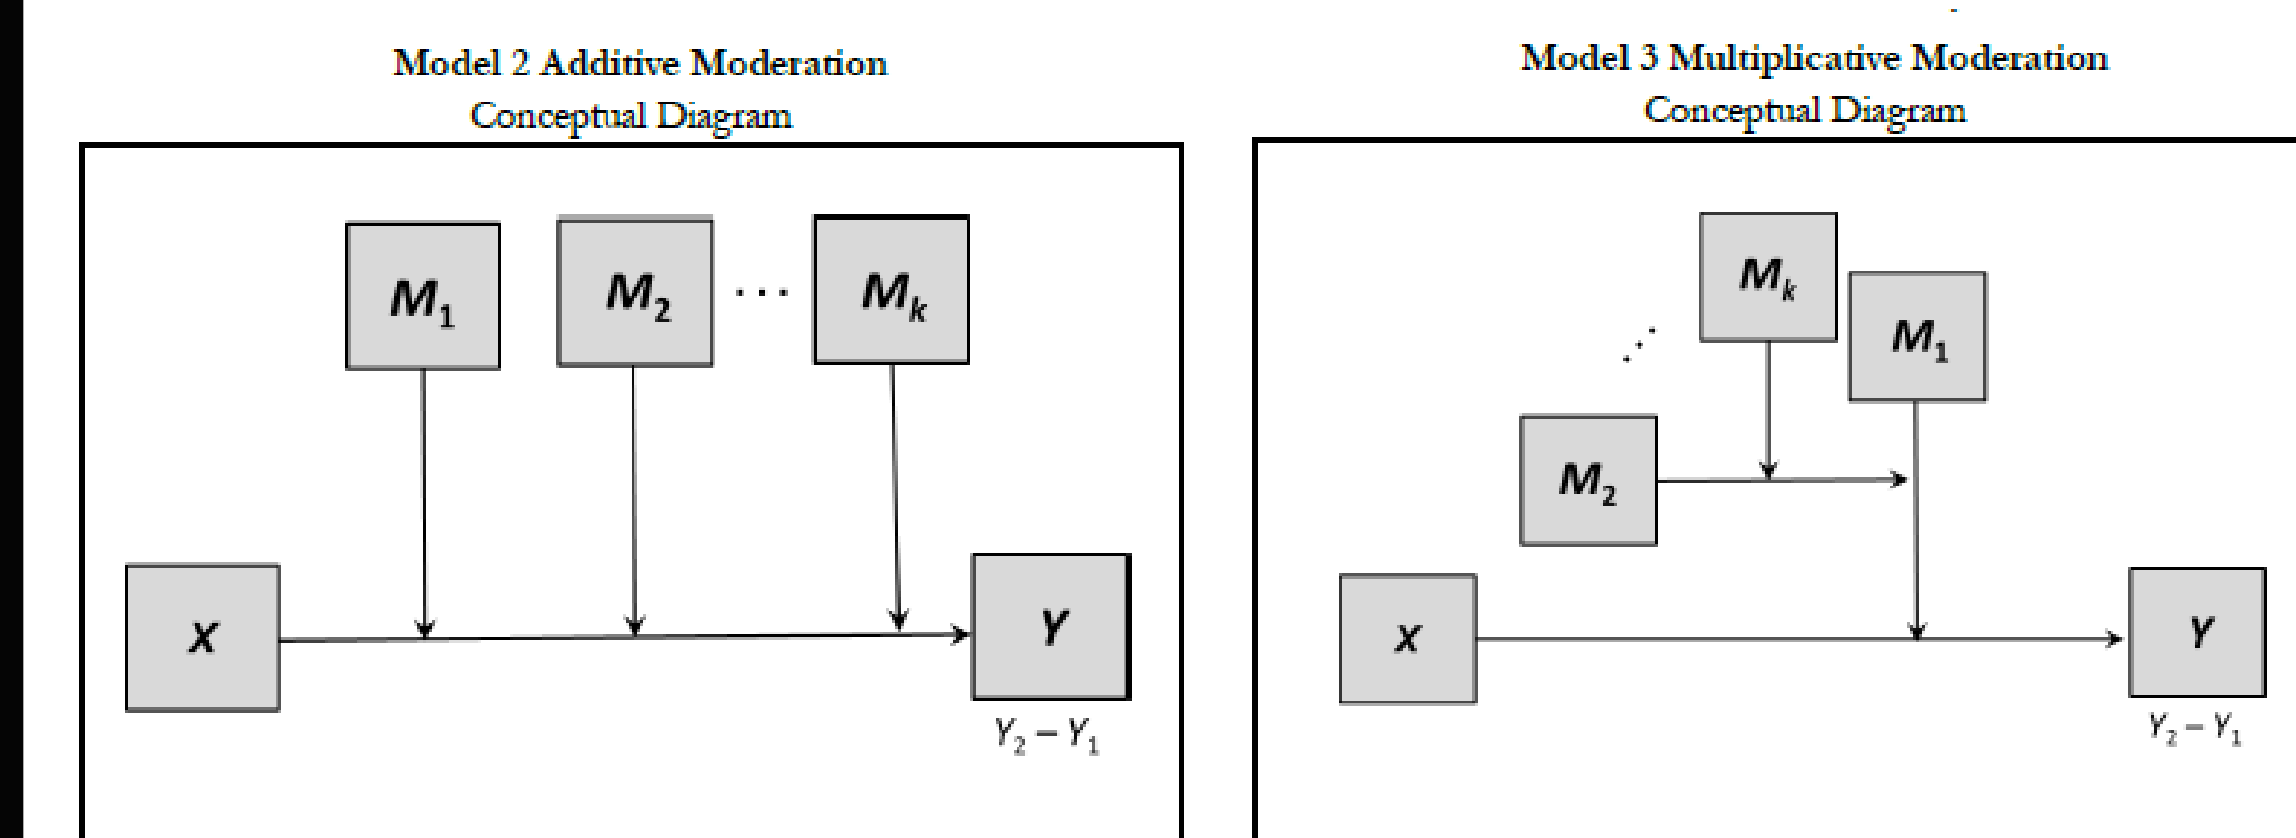 Model 2 Additive Moderation
Conceptual Diagram
M1
M2
...
Mk
X
Y
Y2 – Y1
Model 3 Multiplicative Moderation
Conceptual Diagram
Mk
M1
M2
X
Y
Y2 – Y1